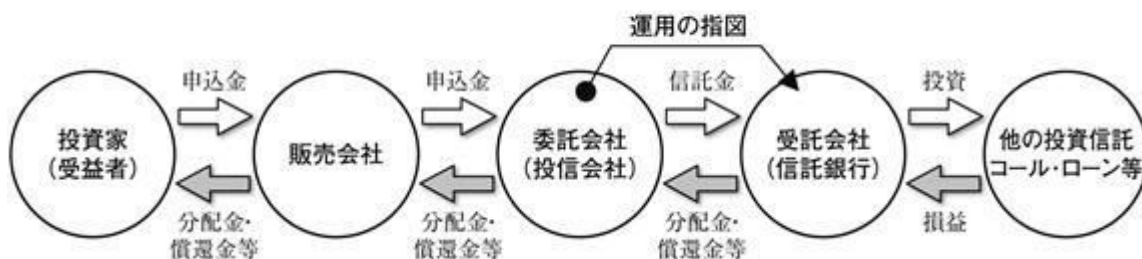 運用の指図
申込金
申込金
信託金
投資
投資家
(受益者)
販売会社
委託会社
(投信会社)
受託会社
(信託銀行)
他の投資信託
コール・ローン等
分配金・
償還金等
分配金・
償還金等
分配金・
償還金等
損益